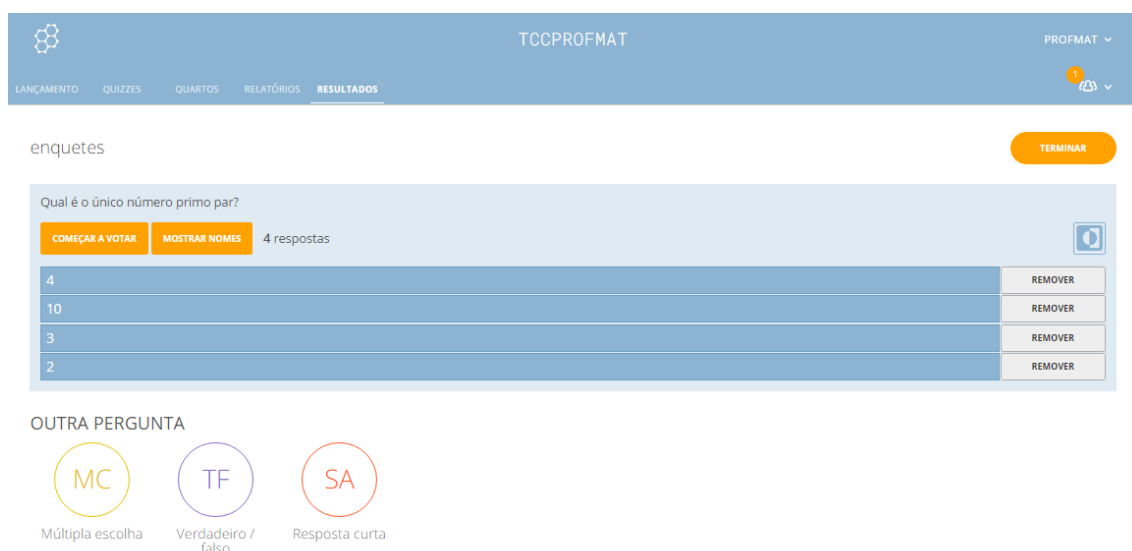 TCCPROFMAT
PROFMAT
LANÇAMENTO QUIZZES QUARTOS RELATÓRIOS RESULTADOS
1
enquetes
TERMINAR
Qual é o único número primo par?
COMEÇAR A VOTAR MOSTRAR NOMES 4 respostas
4 REMOVER
10 REMOVER
3 REMOVER
2 REMOVER
OUTRA PERGUNTA
MC TF SA
Múltipla escolha Verdadeiro / Resposta curta
falso